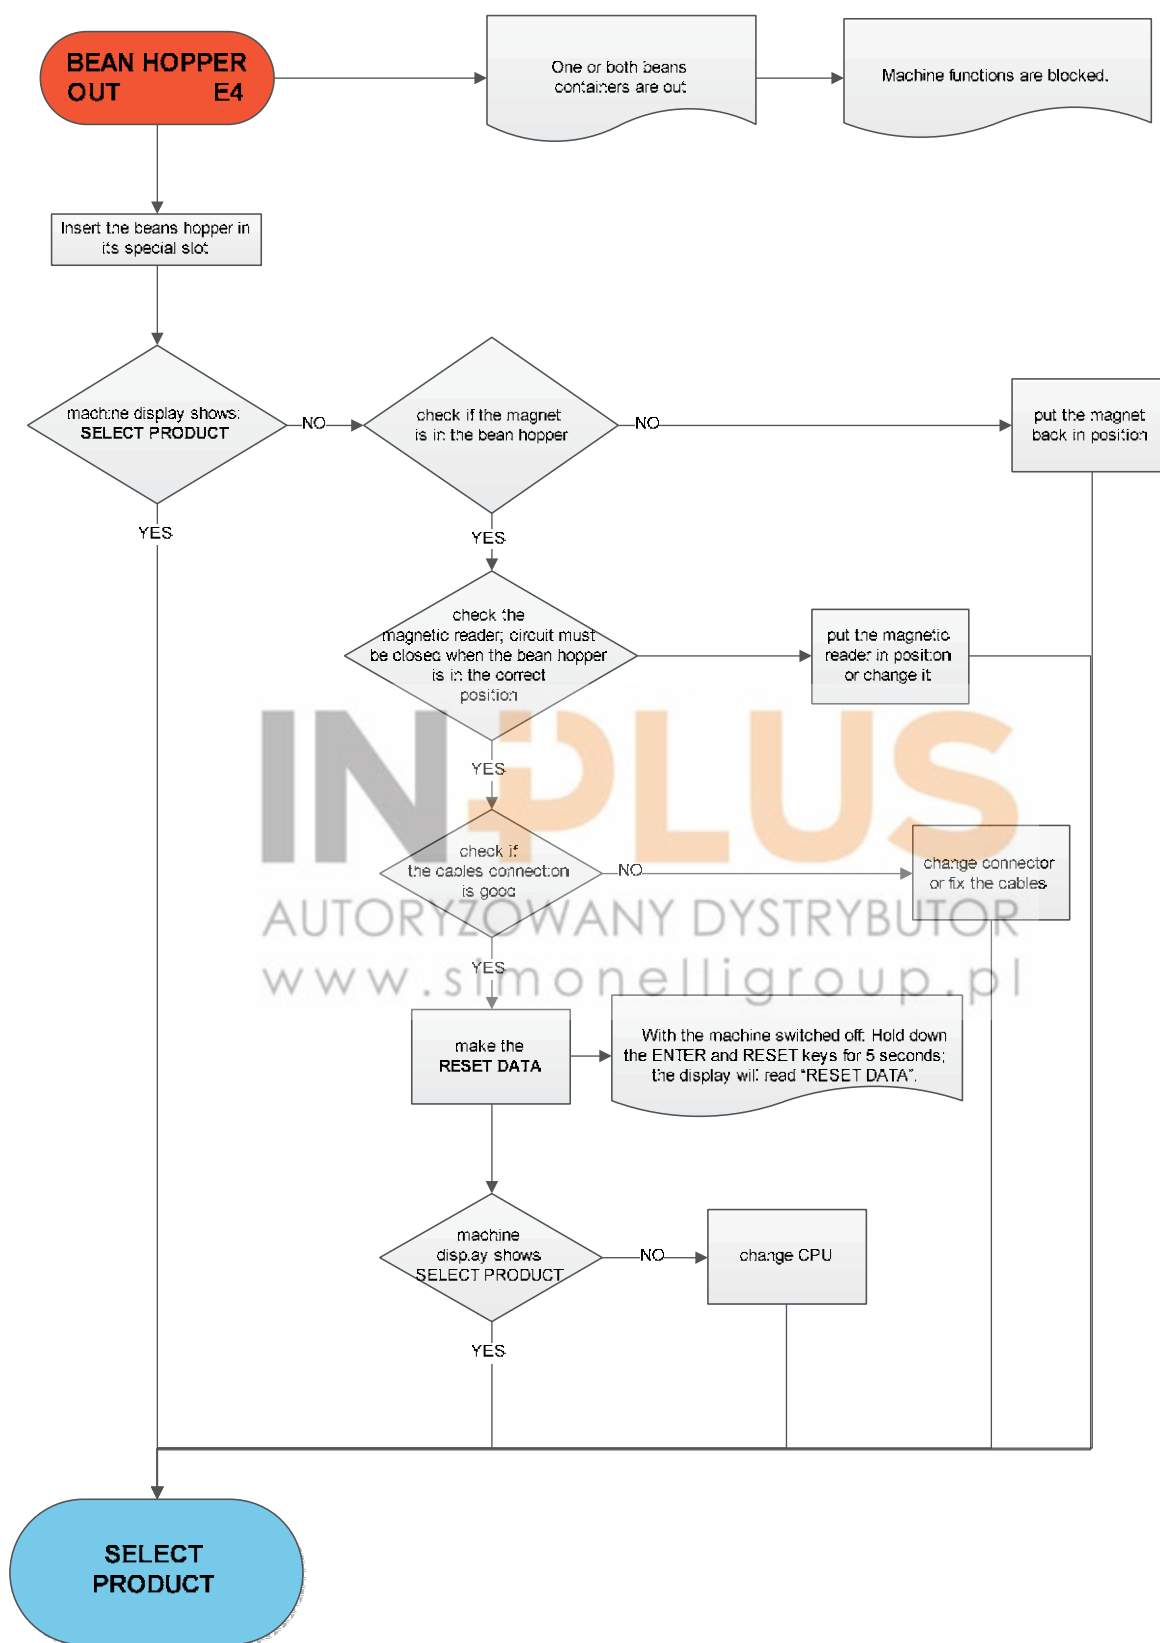 BEAN HOPPER
OUT E4
One or both beans
containers are out
Machine functions are blocked.
Insert the beans hopper in
its special slot
machine display shows:
SELECT PRODUCT
NO
check if the magnet
is in the bean hopper
NO
put the magnet
back in position
YES
YES
check the
magnetic reader; circuit must
be closed when the bean hopper
is in the correct
position
put the magnetic
reader in position
or change it
INPLUS
YES
check if
the cables connection
is good
NO
change connector
or fix the cables
AUTORYZOWANY DYSTRYBUTOR
www.simonelligroup.pl
YES
make the
RESET DATA
With the machine switched off: Hold down
the ENTER and RESET keys for 5 seconds;
the display will read “RESET DATA”.
machine
display shows
SELECT PRODUCT
NO
change CPU
YES
SELECT
PRODUCT